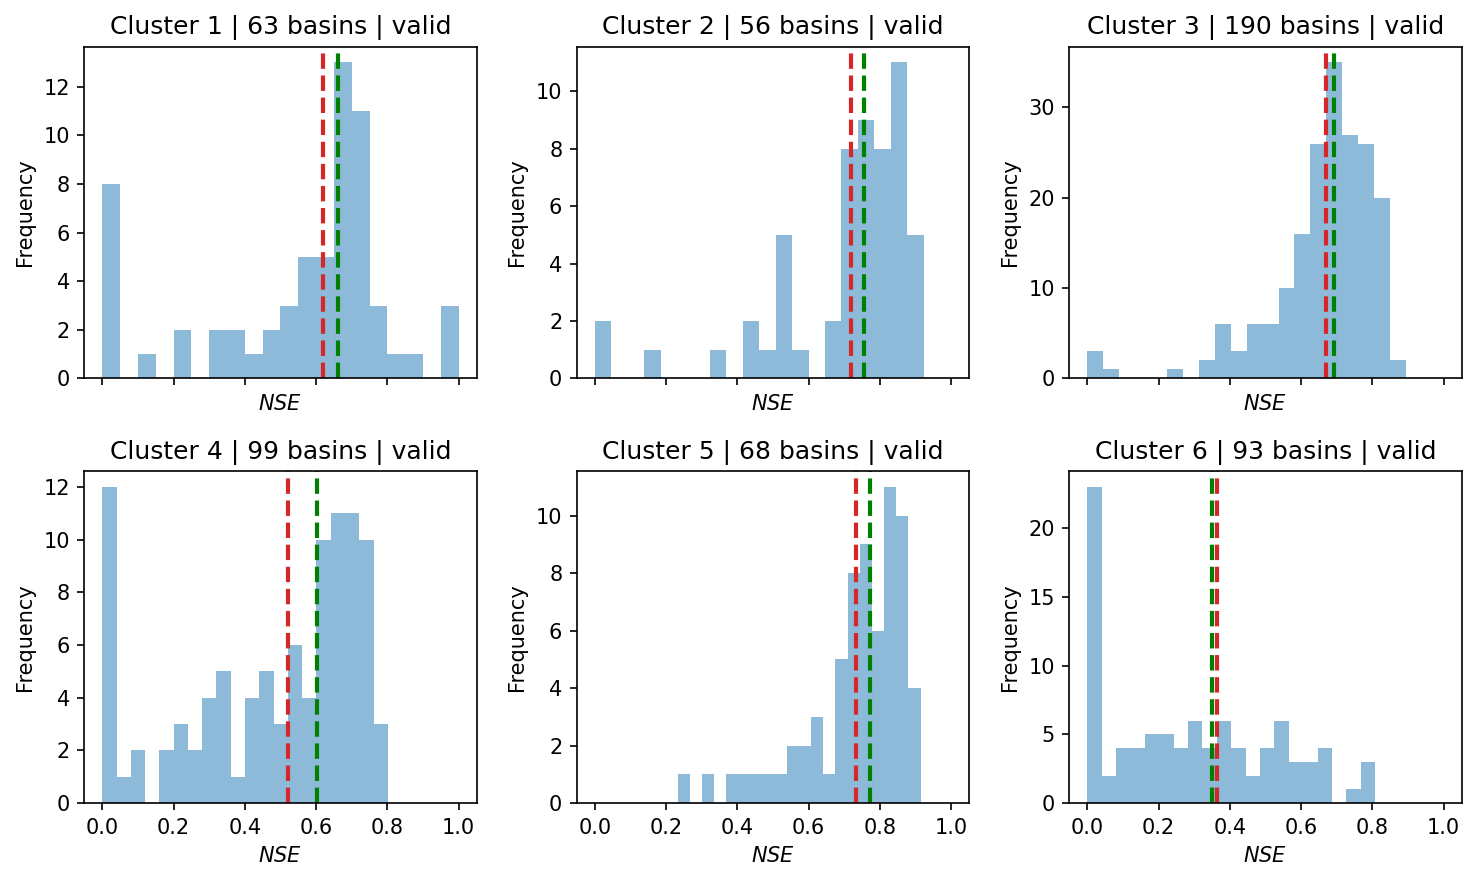 Cluster 1 | 63 basins | valid
Cluster 2 | 56 basins | valid
Cluster 3 | 190 basins | valid
Frequency
12
10
8
6
4
2
0
NSE
Frequency
10
8
6
4
2
0
NSE
Frequency
30
20
10
0
NSE
Cluster 4 | 99 basins | valid
Cluster 5 | 68 basins | valid
Cluster 6 | 93 basins | valid
Frequency
12
10
8
6
4
2
0
0.0 0.2 0.4 0.6 0.8 1.0
NSE
Frequency
10
8
6
4
2
0
0.0 0.2 0.4 0.6 0.8 1.0
NSE
Frequency
20
15
10
5
0
0.0 0.2 0.4 0.6 0.8 1.0
NSE